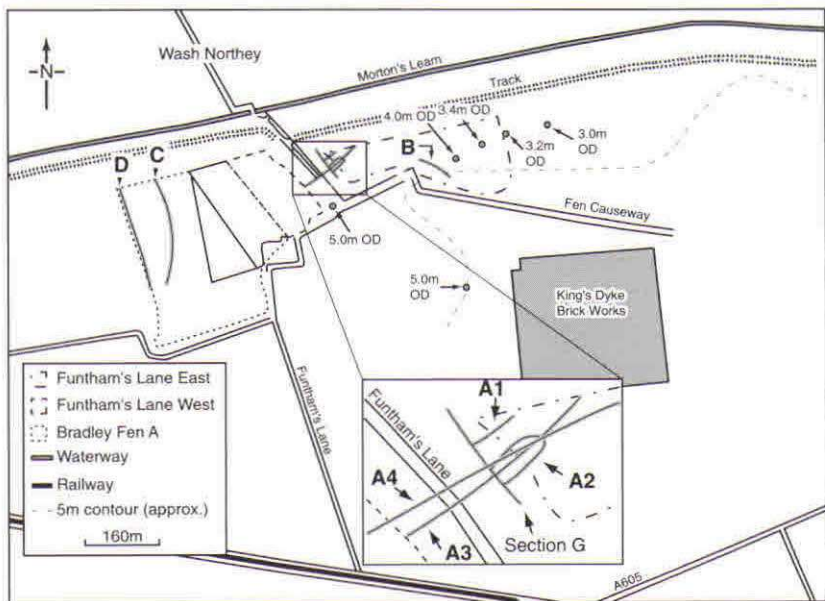 Wash Northey
Morton's Leam
-N-
Track
4.0m OD
3.4m OD
3.0m
OD
3.2m
OD
B
D
C
Fen Causeway
5.0m OD
5.0m
OD
King's Dyke
Brick Works
Funtham's Lane East
Funtham's Lane West
Bradley Fen A
Waterway
Railway
5m contour (approx.)
160m
Funtham's Lane
Funtham's Lane
A1
A2
A4
A3
Section G
A605